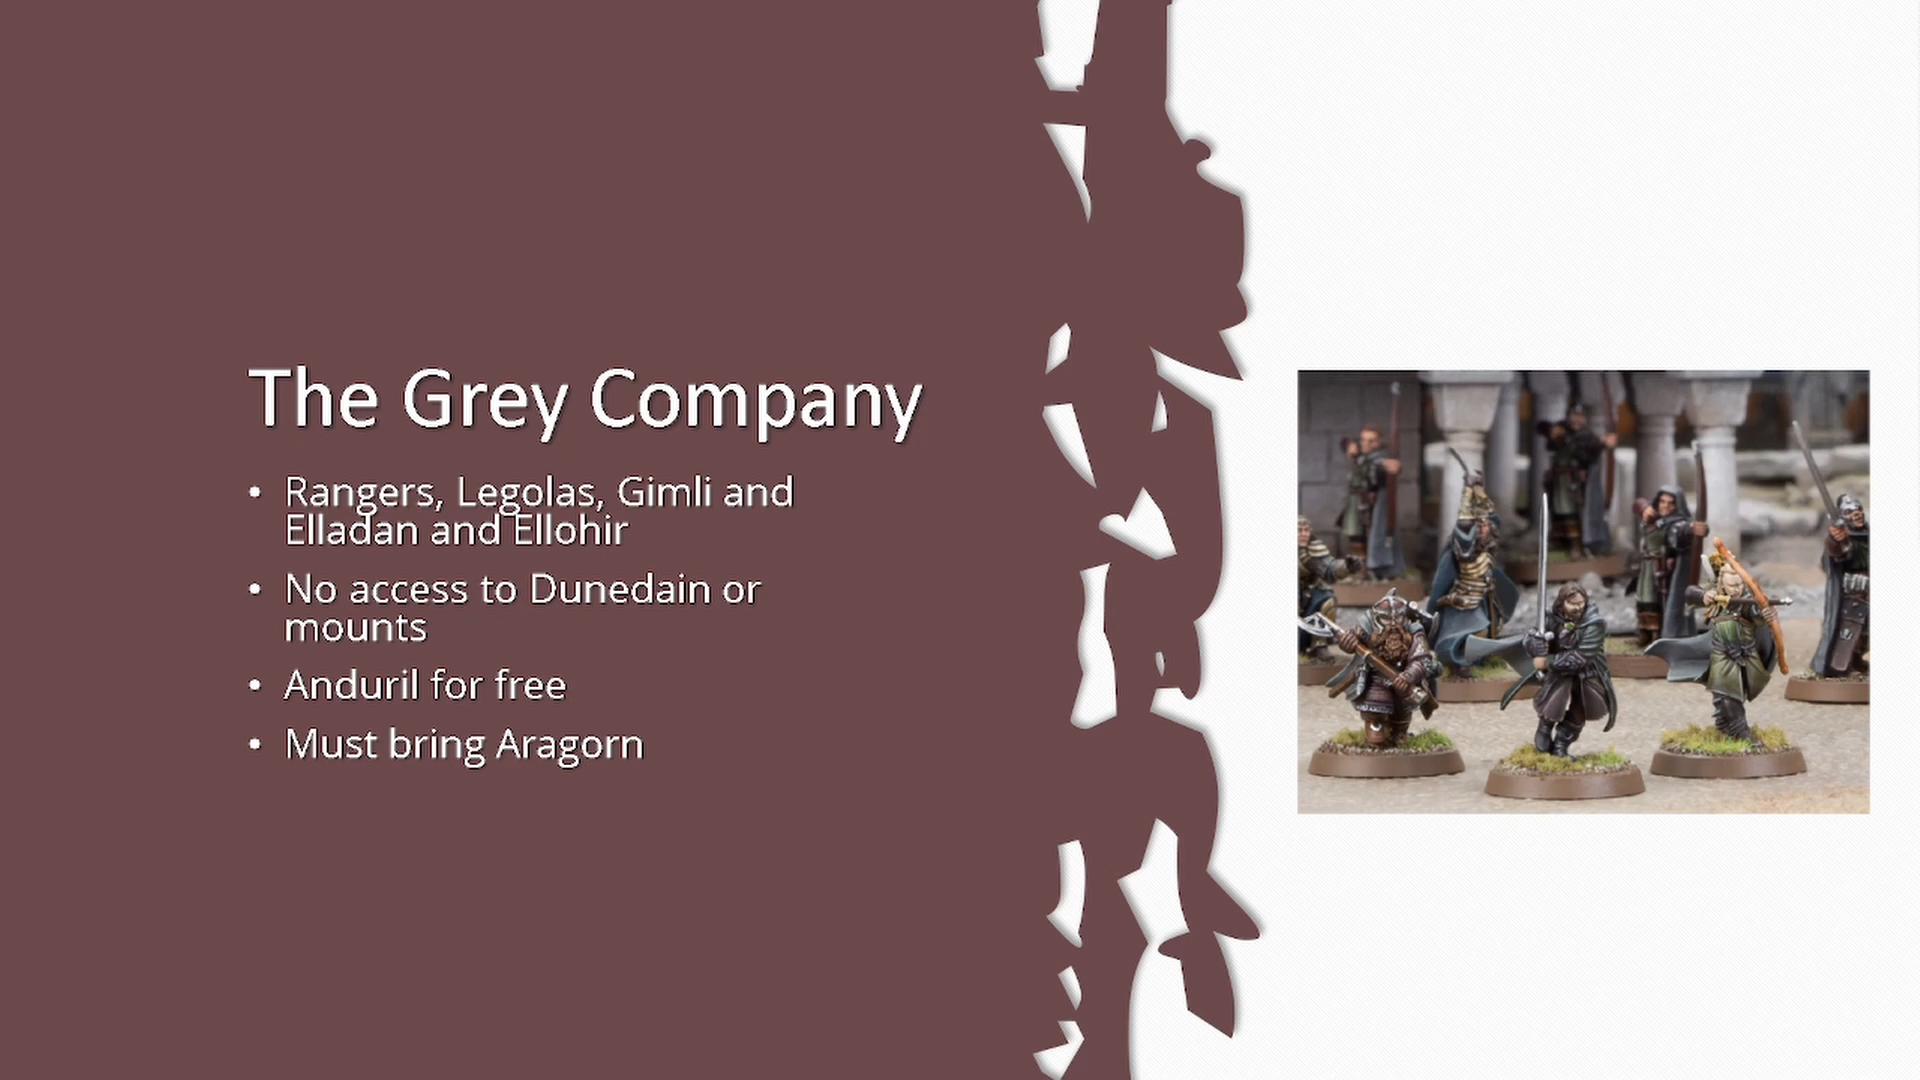 The Grey Company
• Rangers, Legolas, Gimli and
Elladan and Ellohir
• No access to Dunedain or
mounts
• Anduril for free
• Must bring Aragorn